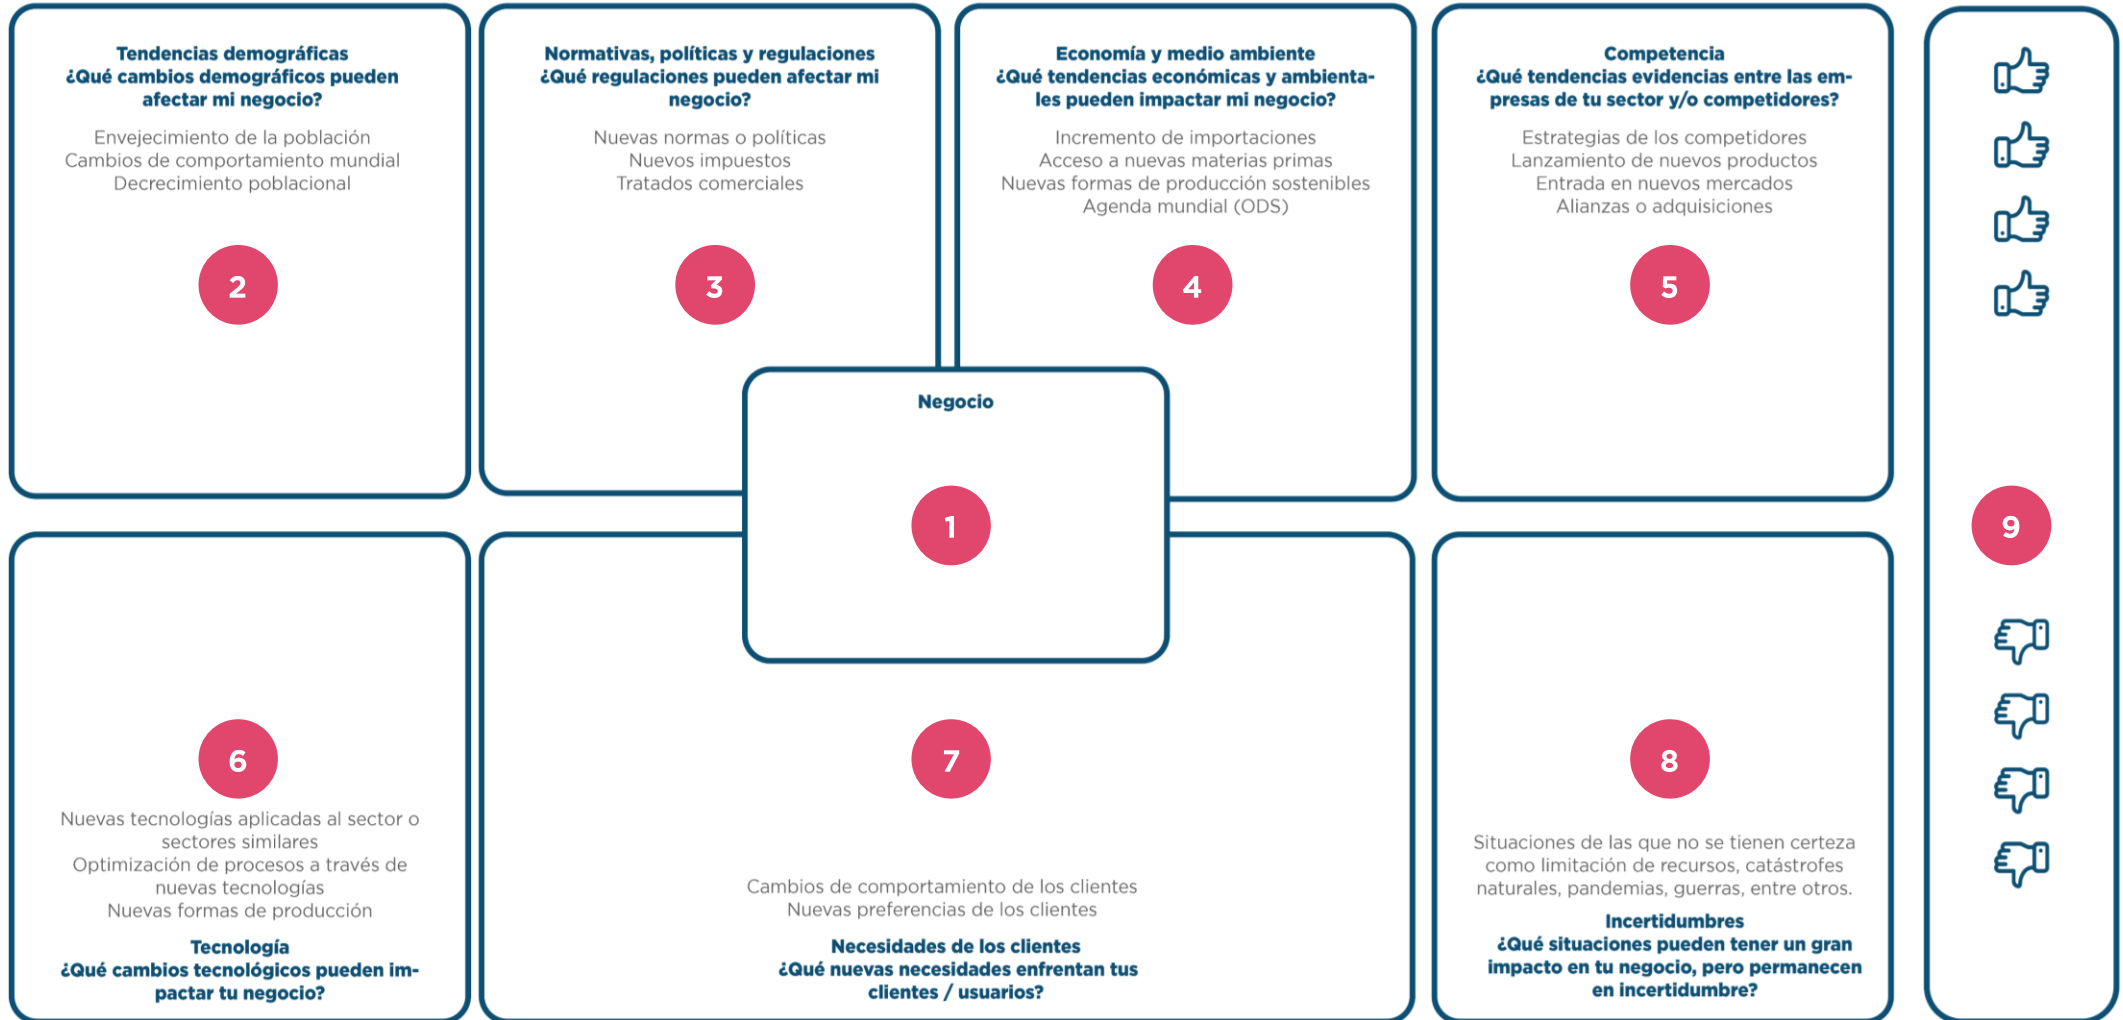 Tendencias demográficas
¿Qué cambios demográficos pueden
afectar mi negocio?
Envejecimiento de la población
Cambios de comportamiento mundial
Decrecimiento poblacional
2
Normativas, políticas y regulaciones
¿Qué regulaciones pueden afectar mi
negocio?
Nuevas normas o políticas
Nuevos impuestos
Tratados comerciales
3
Economía y medio ambiente
¿Qué tendencias económicas y ambienta-
les pueden impactar mi negocio?
Incremento de importaciones
Acceso a nuevas materias primas
Nuevas formas de producción sostenibles
Agenda mundial (ODS)
4
Competencia
¿Qué tendencias evidencias entre las em-
presas de tu sector y/o competidores?
Estrategias de los competidores
Lanzamiento de nuevos productos
Entrada en nuevos mercados
Alianzas o adquisiciones
5
Negocio
1
9
6
Nuevas tecnologías aplicadas al sector o
sectores similares
Optimización de procesos a través de
nuevas tecnologías
Nuevas formas de producción
Tecnología
¿Qué cambios tecnológicos pueden im-
pactar tu negocio?
7
Cambios de comportamiento de los clientes
Nuevas preferencias de los clientes
Necesidades de los clientes
¿Qué nuevas necesidades enfrentan tus
clientes / usuarios?
8
Situaciones de las que no se tienen certeza
como limitación de recursos, catástrofes
naturales, pandemias, guerras, entre otros.
Incertidumbres
¿Qué situaciones pueden tener un gran
impacto en tu negocio, pero permanecen
en incertidumbre?